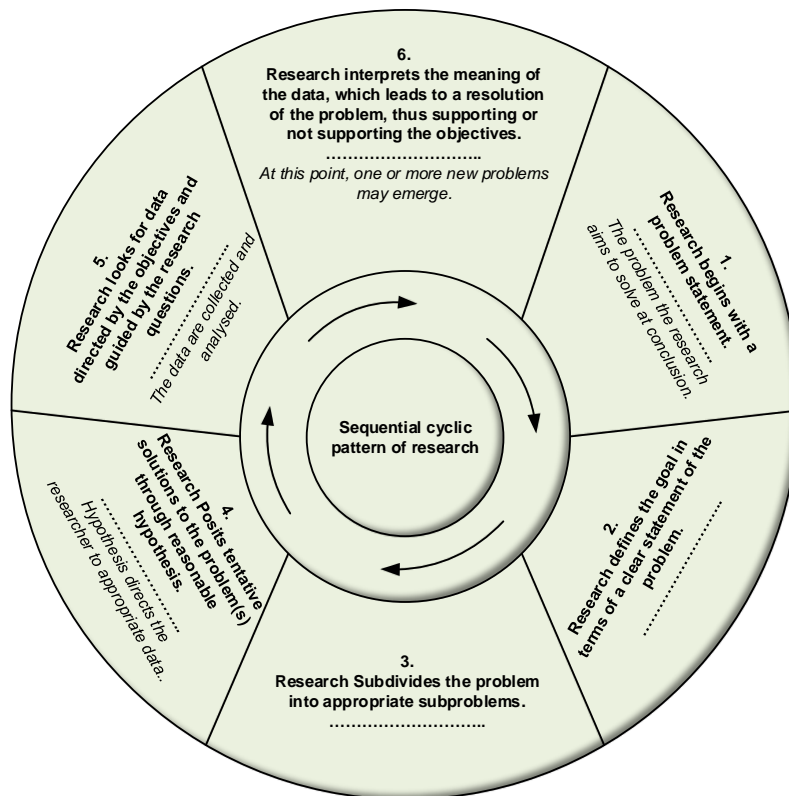 6.
Research interprets the meaning of
the data, which leads to a resolution
of the problem, thus supporting or
not supporting the objectives.
………………………..
At this point, one or more new problems
may emerge.
1.
Research begins with a
problem statement.
………………………..
The problem the research
aims to solve at conclusion.
2.
Research defines the goal in
terms of a clear statement of the
problem.
………………………..
3.
Research Subdivides the problem
into appropriate subproblems.
………………………..
4.
Research Posits tentative
solutions to the problem(s)
through reasonable
hypothesis.
………………………..
Hypothesis directs the
researcher to appropriate data..
5.
Research looks for data
directed by the objectives and
guided by the research
questions.
………………………..
The data are collected and
analysed.
Sequential cyclic
pattern of research